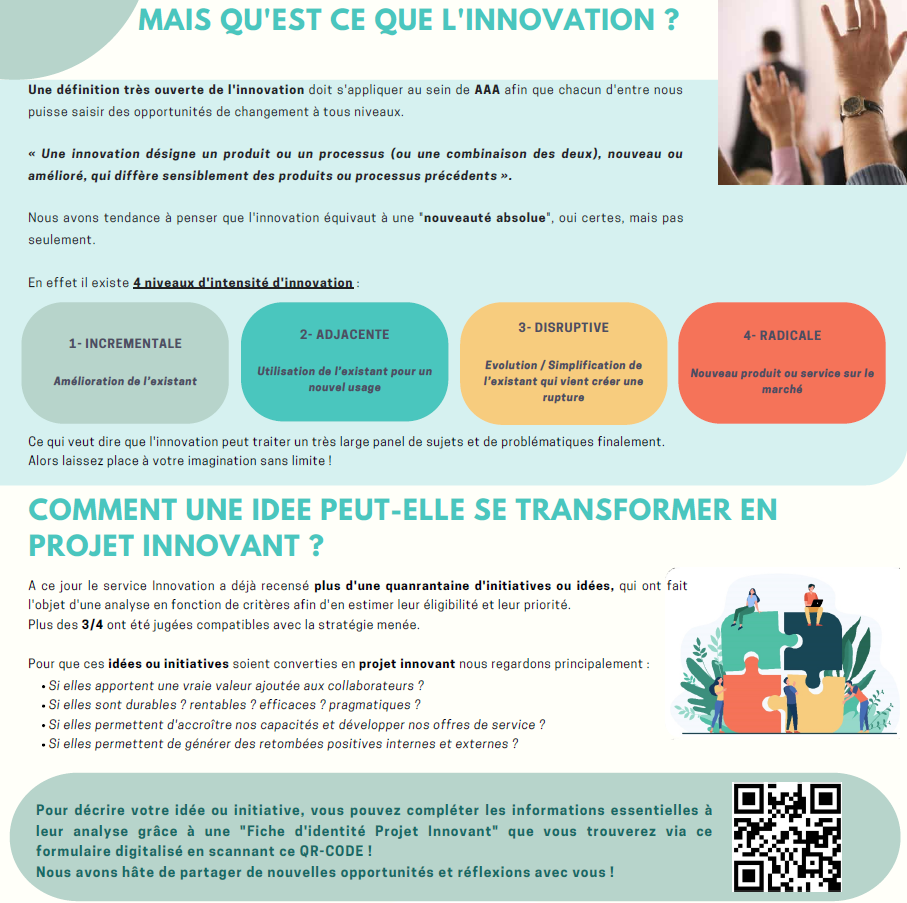 MAIS QU'EST CE QUE L'INNOVATION ?
Une définition très ouverte de l'innovation doit s'appliquer au sein de AAA afin que chacun d'entre nous
puisse saisir des opportunités de changement à tous niveaux.
« Une innovation désigne un produit ou un processus (ou une combinaison des deux), nouveau ou
amélioré, qui diffère sensiblement des produits ou processus précédents ».
Nous avons tendance à penser que l'innovation équivaut à une "nouveauté absolue", oui certes, mais pas
seulement.
En effet il existe 4 niveaux d'intensité d'innovation :
1- INCREMENTALE
Amélioration de l'existant
2- ADJACENTE
Utilisation de l'existant pour un
nouvel usage
3- DISRUPTIVE
Evolution / Simplification de
l'existant qui vient créer une
rupture
4- RADICALE
Nouveau produit ou service sur le
marché
Ce qui veut dire que l'innovation peut traiter un très large panel de sujets et de problématiques finalement.
Alors laissez place à votre imagination sans limite !
COMMENT UNE IDEE PEUT-ELLE SE TRANSFORMER EN
PROJET INNOVANT ?
A ce jour le service Innovation a déjà recensé plus d'une quanrantaine d'initiatives ou idées, qui ont fait
l'objet d'une analyse en fonction de critères afin d'en estimer leur éligibilité et leur priorité.
Plus des 3/4 ont été jugées compatibles avec la stratégie menée.
Pour que ces idées ou initiatives soient converties en projet innovant nous regardons principalement :
• Si elles apportent une vraie valeur ajoutée aux collaborateurs ?
• Si elles sont durables ? rentables ? efficaces ? pragmatiques ?
• Si elles permettent d'accroître nos capacités et développer nos offres de service ?
• Si elles permettent de générer des retombées positives internes et externes ?
Pour décrire votre idée ou initiative, vous pouvez compléter les informations essentielles à
leur analyse grâce à une "Fiche d'identité Projet Innovant" que vous trouverez via ce
formulaire digitalisé en scannant ce QR-CODE !
Nous avons hâte de partager de nouvelles opportunités et réflexions avec vous !